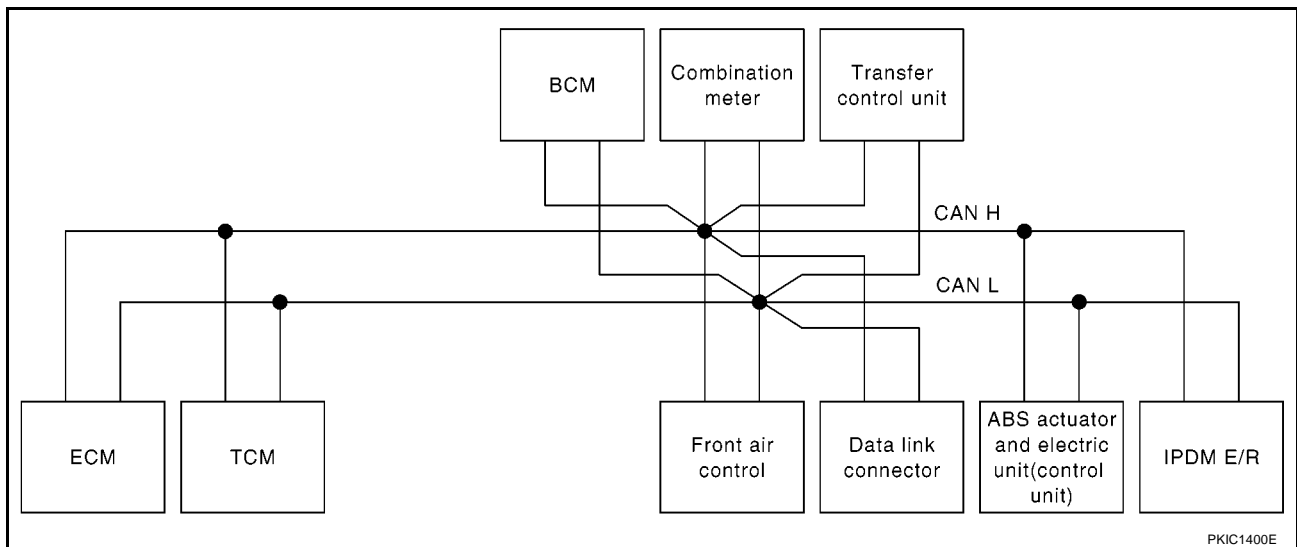 BCM
Combination
meter
Transfer
control unit
CAN H
CAN L
ECM
TCM
Front air
control
Data link
connector
ABS actuator
and electric
unit(control
unit)
IPDM E/R
PKIC1400E